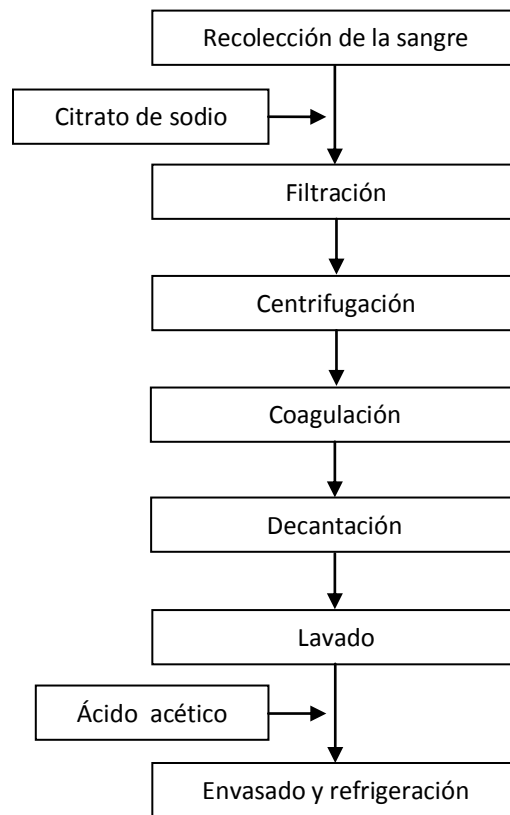 Recolección de la sangre
Citrato de sodio
Filtración
Centrifugación
Coagulación
Decantación
Lavado
Ácido acético
Envasado y refrigeración